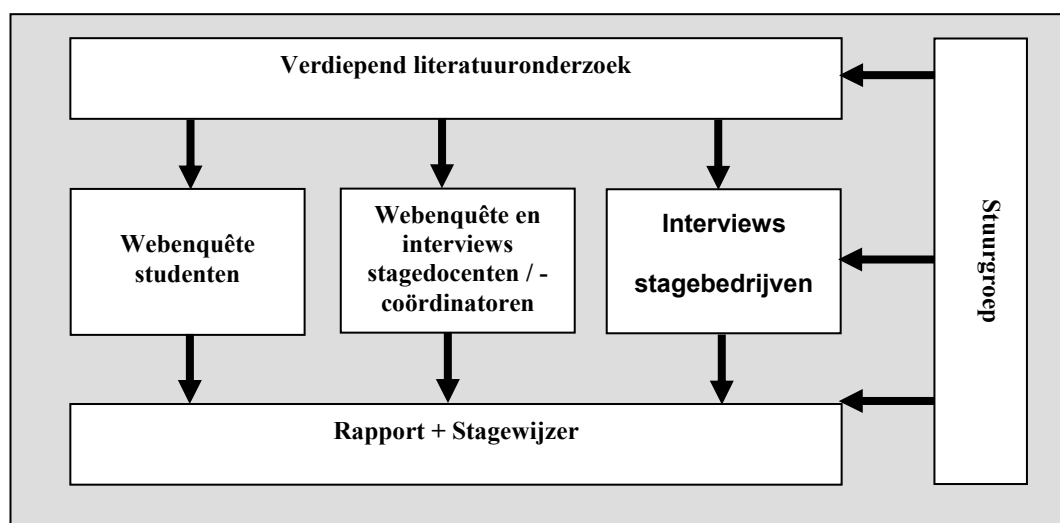 Verdiepend literatuuronderzoek
Webenquête
studenten
Webenquête en
interviews
stagedocenten / -
coördinatoren
Interviews
stagebedrijven
Rapport + Stagewijzer
Stuurgroep